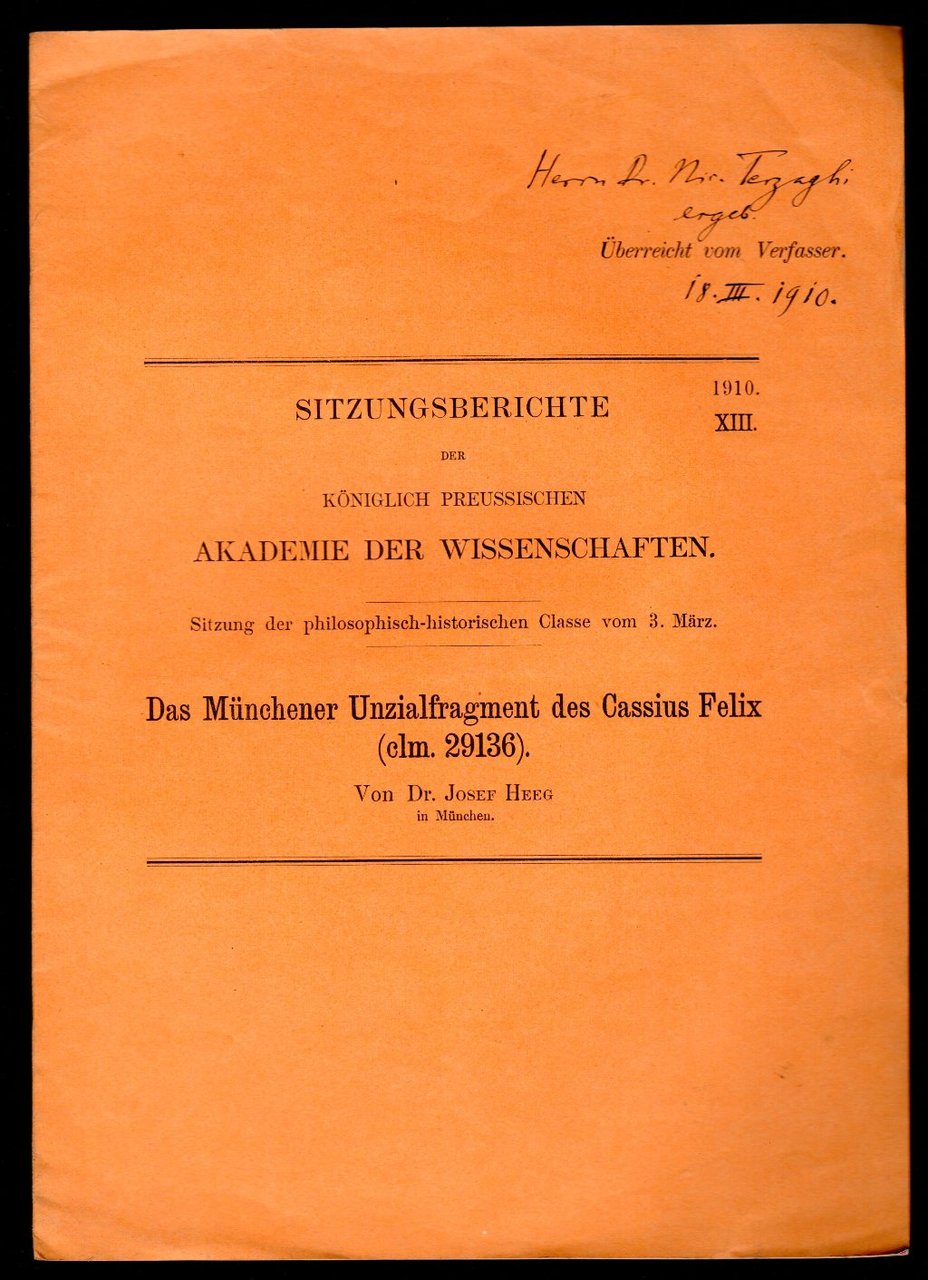 Herrn Dr. Nic. Terzaghi
ergeb.
Überreicht vom Verfasser.
18. III. 1910.
1910.
SITZUNGSBERICHTE
XIII.
DER
KÖNIGLICH PREUSSISCHEN
AKADEMIE DER WISSENSCHAFTEN.
Sitzung der philosophisch-historischen Classe vom 3. März.
Das Münchener Unzialfragment des Cassius Felix
(clm. 29136).
Von Dr. JOSEF HEEG
in München.